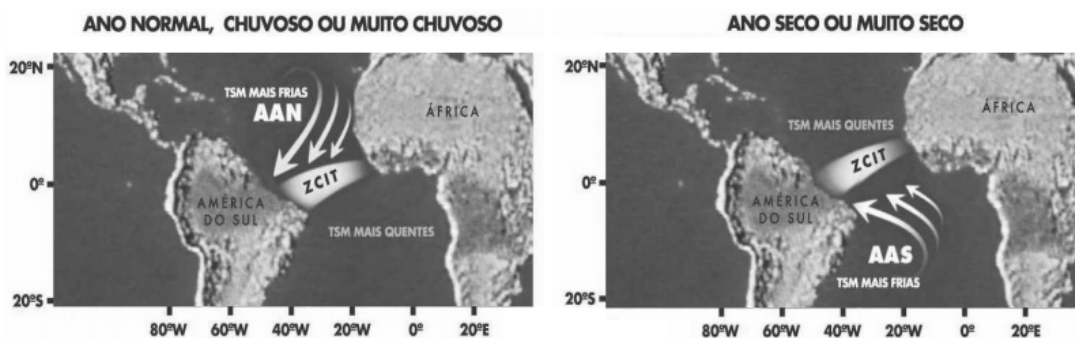 ANO NORMAL, CHUVOSO OU MUITO CHUVOSO
20ºN
TSM MAIS FRIAS
AAN
ÁFRICA
ZCIT
0º
AMÉRICA
DO SUL
TSM MAIS QUENTES
20ºS
80ºW 60ºW 40ºW 20ºW 0º 20ºE
ANO SECO OU MUITO SECO
20ºN
ÁFRICA
TSM MAIS QUENTES
ZCIT
0º
AMÉRICA
DO SUL
AAS
TSM MAIS FRIAS
20ºS
80ºW 60ºW 40ºW 20ºW 0º 20ºE